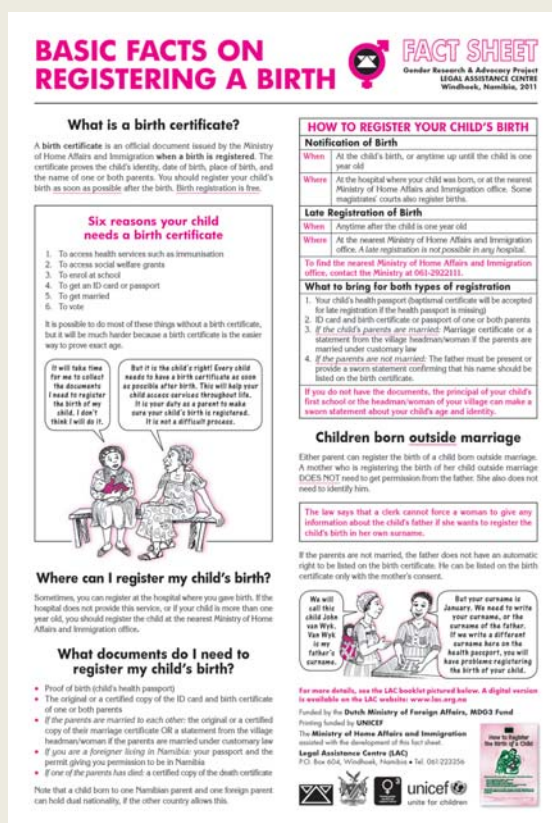 BASIC FACTS ON
REGISTERING A BIRTH
FACT SHEET
Gender Research & Advocacy Project
LEGAL ASSISTANCE CENTRE
Windhoek, Namibia, 2011
What is a birth certificate?
A birth certificate is an official document issued by the Ministry
of Home Affairs and Immigration when a birth is registered. The
certificate proves the child's identity, date of birth, place of birth, and
the name of one or both parents. You should register your child's
birth as soon as possible after the birth. Birth registration is free.
Six reasons your child
needs a birth certificate
1. To access health services such as immunisation
2. To access social welfare grants
3. To enrol at school
4. To get an ID card or passport
5. To get married
6. To vote
It is possible to do most of these things without a birth certificate,
but it will be much harder because a birth certificate is the easier
way to prove exact age.
It will take time
for me to collect
the documents
I need to register
the birth of my
child. I don't
think I will do it.
But it is the child's right! Every child
needs to have a birth certificate as soon
as possible after birth. This will help your
child access services throughout life.
It is your duty as a parent to make
sure your child's birth is registered.
It is not a difficult process.
Where can I register my child's birth?
Sometimes, you can register at the hospital where you gave birth. If the
hospital does not provide this service, or if your child is more than one
year old, you should register the child at the nearest Ministry of Home
Affairs and Immigration office.
What documents do I need to
register my child's birth?
• Proof of birth (child's health passport)
• The original or a certified copy of the ID card and birth certificate
of one or both parents
• If the parents are married to each other: the original or a certified
copy of their marriage certificate OR a statement from the village
headman/woman if the parents are married under customary law
• If you are a foreigner living in Namibia: your passport and the
permit giving you permission to be in Namibia
• If one of the parents has died: a certified copy of the death certificate
Note that a child born to one Namibian parent and one foreign parent
can hold dual nationality, if the other country allows this.
HOW TO REGISTER YOUR CHILD'S BIRTH
Notification of Birth
When At the child's birth, or anytime up until the child is one
year old
Where At the hospital where your child was born, or at the nearest
Ministry of Home Affairs and Immigration office. Some
magistrates' courts also register births.
Late Registration of Birth
When Anytime after the child is one year old
Where At the nearest Ministry of Home Affairs and Immigration
office. A late registration is not possible in any hospital.
To find the nearest Ministry of Home Affairs and Immigration
office, contact the Ministry at 061-2922111.
What to bring for both types of registration
1. Your child's health passport (baptismal certificate will be accepted
for late registration if the health passport is missing)
2. ID card and birth certificate or passport of one or both parents
3. If the child's parents are married: Marriage certificate or a
statement from the village headman/woman if the parents are
married under customary law
4. If the parents are not married: The father must be present or
provide a sworn statement confirming that his name should be
listed on the birth certificate.
If you do not have the documents, the principal of your child's
first school or the headman/woman of your village can make a
sworn statement about your child's age and identity.
Children born outside marriage
Either parent can register the birth of a child born outside marriage.
A mother who is registering the birth of her child outside marriage
DOES NOT need to get permission from the father. She also does not
need to identify him.
The law says that a clerk cannot force a woman to give any
information about the child's father if she wants to register the
child's birth in her own surname.
If the parents are not married, the father does not have an automatic
right to be listed on the birth certificate. He can be listed on the birth
certificate only with the mother's consent.
We will
call this
child John
van Wyk.
Van Wyk
is my
father's
surname.
But your surname is
January. We need to write
your surname, or the
surname of the father.
If we write a different
surname here on the
health passport, you will
have problems registering
the birth of your child.
For more details, see the LAC booklet pictured below. A digital version
is available on the LAC website: www.lac.org.na
Funded by the Dutch Ministry of Foreign Affairs, MDG3 Fund
Printing funded by UNICEF
The Ministry of Home Affairs and Immigration
assisted with the development of this fact sheet.
Legal Assistance Centre (LAC)
P.O. Box 604, Windhoek, Namibia • Tel. 061-223356
unicef
unite for children
How to Register
the Birth of a Child